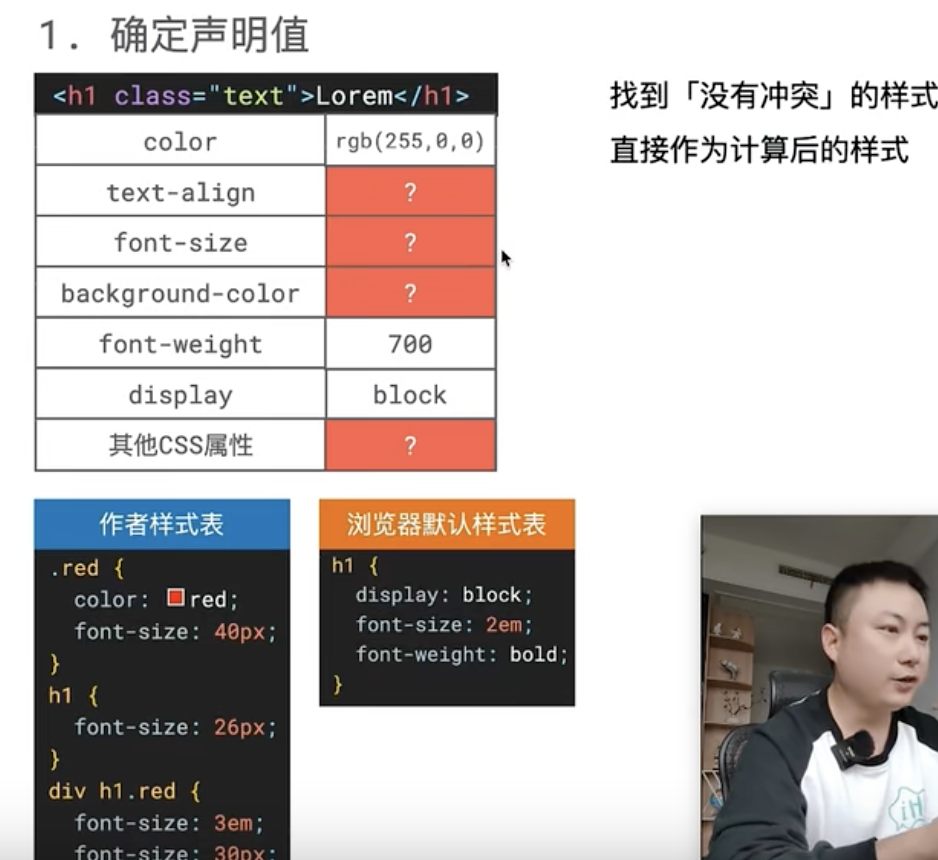 1. 确定声明值
<h1 class="text">Lorem</h1>
找到「没有冲突」的样式
直接作为计算后的样式
color rgb(255,0,0)
text-align ?
font-size ?
background-color ?
font-weight 700
display block
其他CSS属性 ?
作者样式表
.red {
color: red;
font-size: 40px;
}
h1 {
font-size: 26px;
}
div h1.red {
font-size: 3em;
font-size: 30px;
浏览器默认样式表
h1 {
display: block;
font-size: 2em;
font-weight: bold;
}
iH